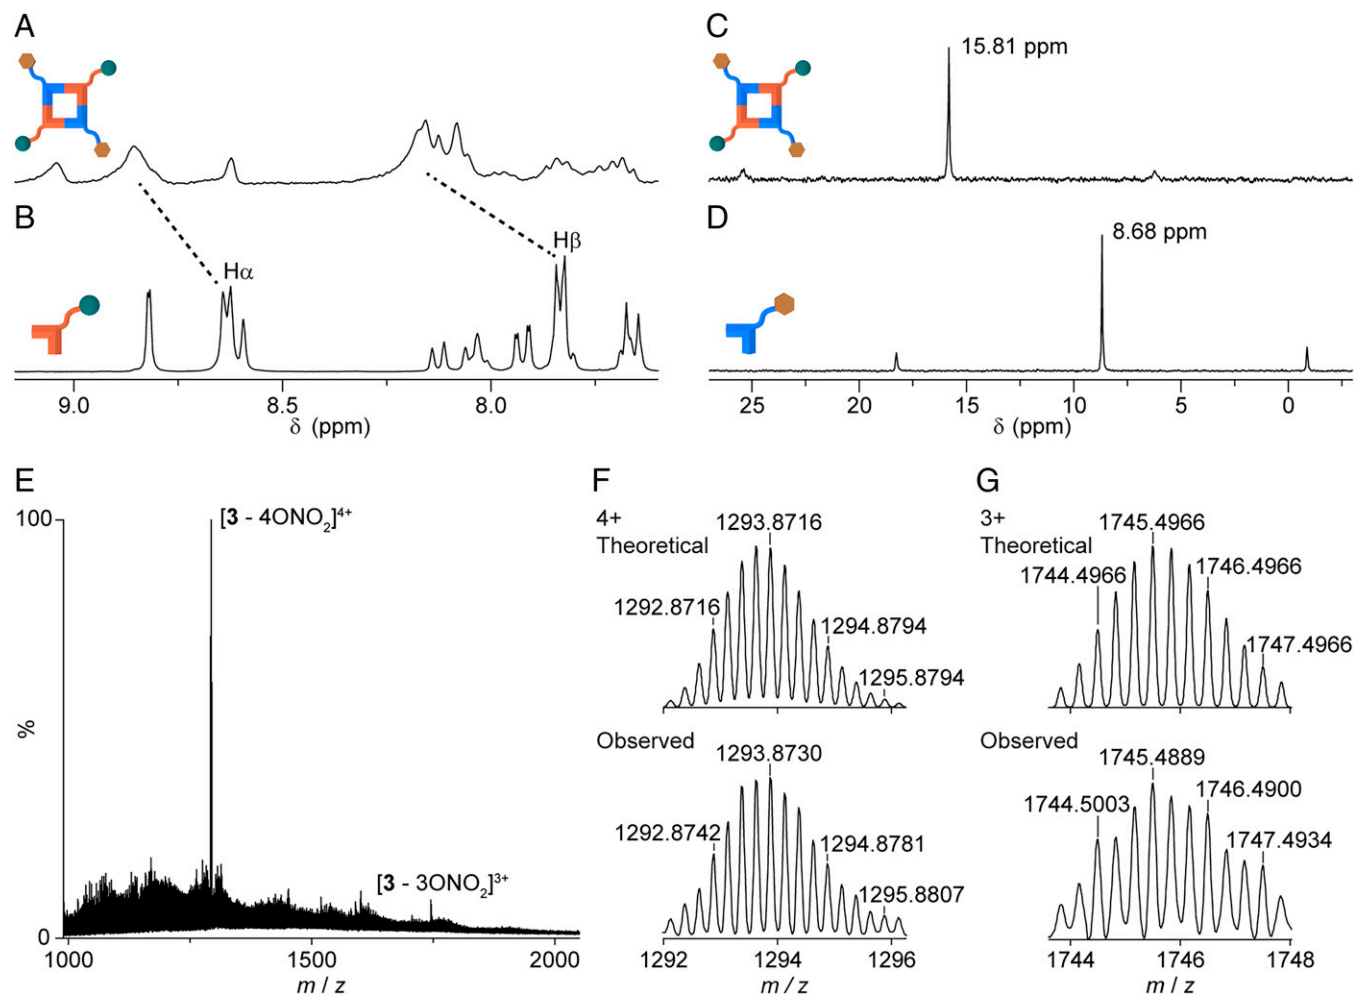 A
B
Hα
Hβ
9.0 8.5 8.0
δ (ppm)
C
15.81 ppm
D
8.68 ppm
25 20 15 10 5 0
δ (ppm)
E
100
%
0
[3 - 4ONO2]4+
[3 - 3ONO2]3+
1000 1500 2000
m / z
F
4+
Theoretical
1293.8716
1292.8716
1294.8794
1295.8794
Observed
1293.8730
1292.8742
1294.8781
1295.8807
1292 1294 1296
m / z
G
3+
Theoretical
1745.4966
1744.4966
1746.4966
1747.4966
Observed
1745.4889
1744.5003
1746.4900
1747.4934
1744 1746 1748
m / z